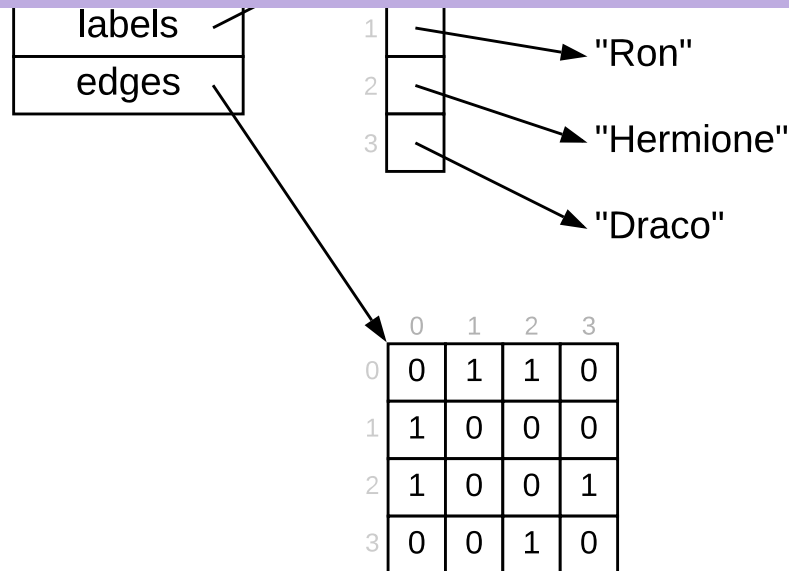 labels
edges
1
"Ron"
2
"Hermione"
3
"Draco"
0 1 2 3
0 0 1 1 0
1 1 0 0 0
2 1 0 0 1
3 0 0 1 0